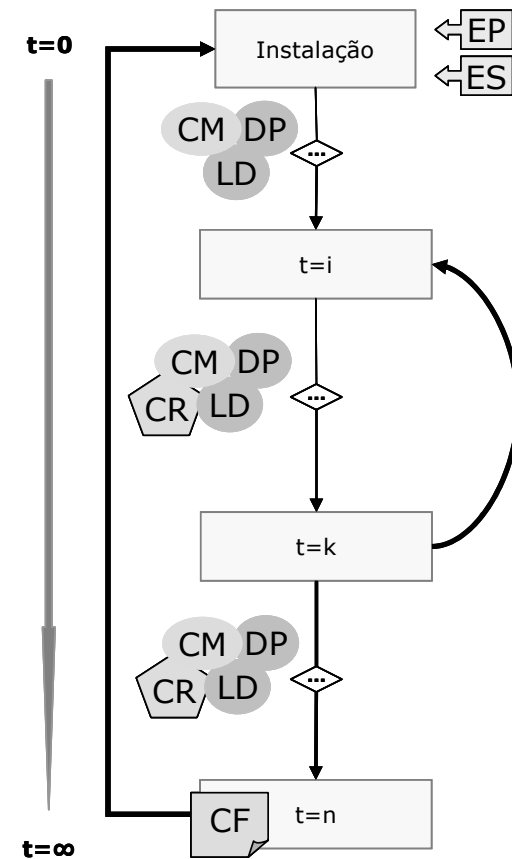 t=0
Instalação
EP
ES
CM DP
LD
...
t=i
CM DP
CR LD
...
t=k
CM DP
CR LD
...
CF
t=n
t=∞